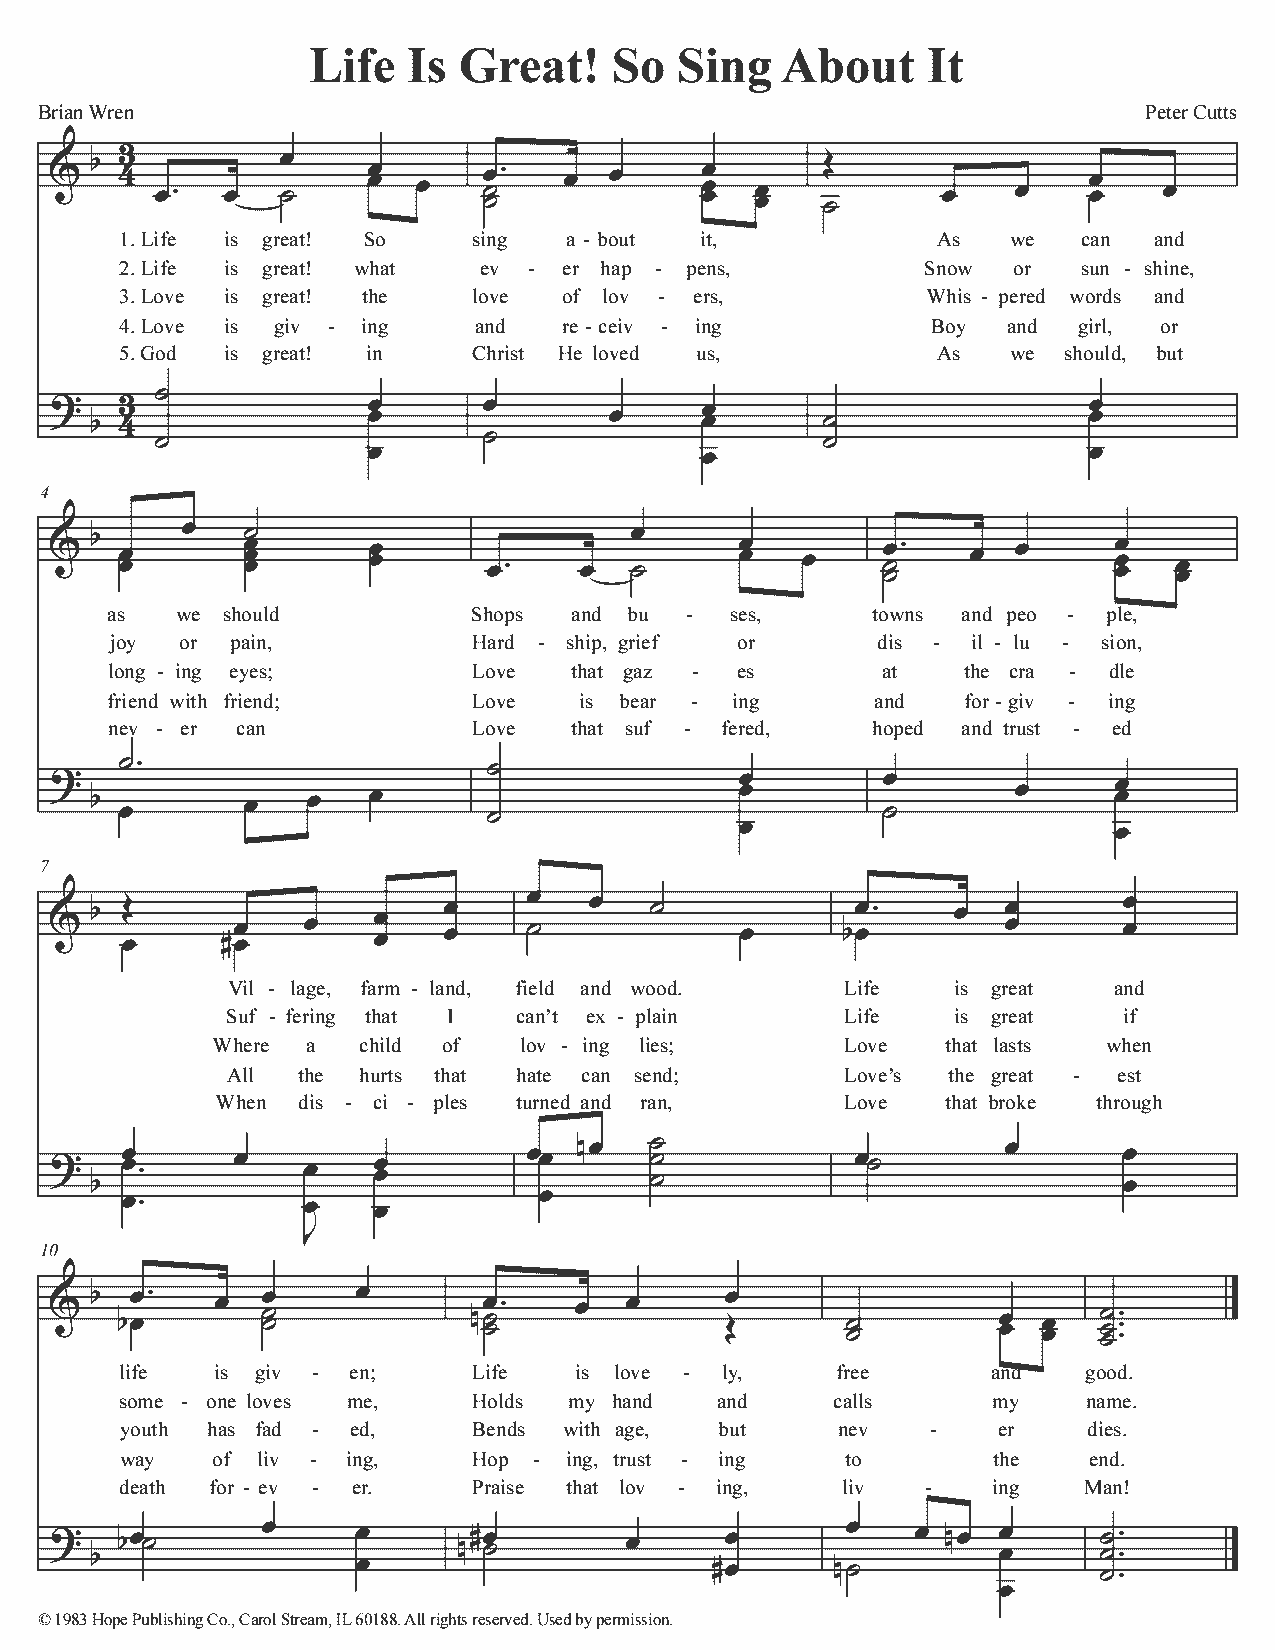 Life Is Great! So Sing About It
Brian Wren Peter Cutts
1. Life is great! So sing a - bout it, As we can and
2. Life is great! what ev - er hap - pens, Snow or sun - shine,
3. Love is great! the love of lov - ers, Whis - pered words and
4. Love is giv - ing and re - ceiv - ing Boy and girl, or
5. God is great! in Christ He loved us, As we should, but
4
as we should Shops and bu - ses, towns and peo - ple,
joy or pain, Hard - ship, grief or dis - il - lu - sion,
long - ing eyes; Love that gaz - es at the cra - dle
friend with friend; Love is bear - ing and for - giv - ing
nev - er can Love that suf - fered, hoped and trust - ed
7
Vil - lage, farm - land, field and wood. Life is great and
Suf - fering that I can't ex - plain Life is great if
Where a child of lov - ing lies; Love that lasts when
All the hurts that hate can send; Love's the great - est
When dis - ci - ples turned and ran, Love that broke through
10
life is giv - en; Life is love - ly, free and good.
some - one loves me, Holds my hand and calls my name.
youth has fad - ed, Bends with age, but nev - er dies.
way of liv - ing, Hop - ing, trust - ing to the end.
death for - ev - er. Praise that lov - ing, liv - ing Man!
© 1983 Hope Publishing Co., Carol Stream, IL 60188. All rights reserved. Used by permission.